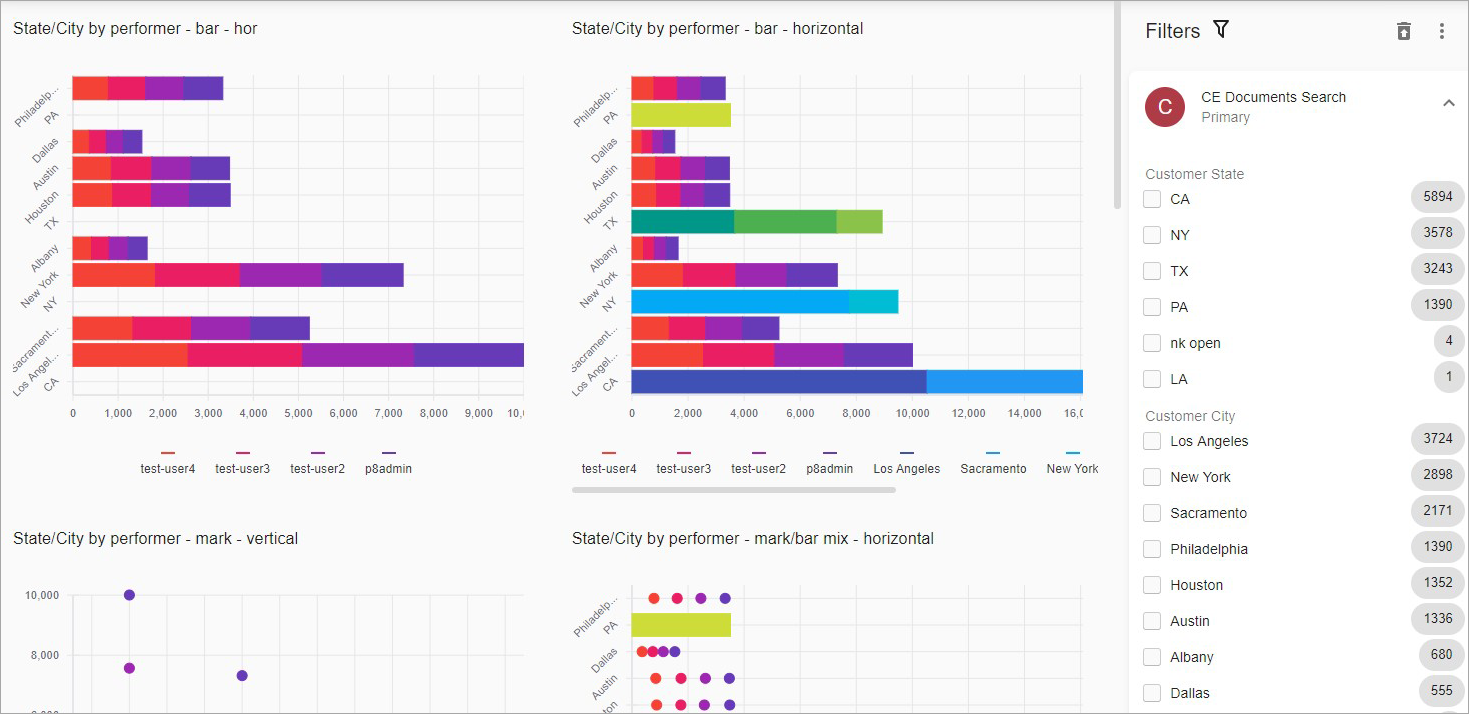 State/City by performer - bar - hor
Philadelp...
PA
Dallas
Austin
Houston
TX
Albany
New York
NY
Sacrament...
Los Angel...
CA
0 1,000 2,000 3,000 4,000 5,000 6,000 7,000 8,000 9,000 10,
test-user4 test-user3 test-user2 p8admin
State/City by performer - bar - horizontal
Philadelp...
PA
Dallas
Austin
Houston
TX
Albany
New York
NY
Sacrament...
Los Angel...
CA
0 2,000 4,000 6,000 8,000 10,000 12,000 14,000 16,0
test-user4 test-user3 test-user2 p8admin Los Angeles Sacramento New York
State/City by performer - mark - vertical
10,000
8,000
State/City by performer - mark/bar mix - horizontal
Philadelp...
PA
Dallas
Austin
ton
Filters
C
CE Documents Search
Primary
Customer State
CA 5894
NY 3578
TX 3243
PA 1390
nk open 4
LA 1
Customer City
Los Angeles 3724
New York 2898
Sacramento 2171
Philadelphia 1390
Houston 1352
Austin 1336
Albany 680
Dallas 555